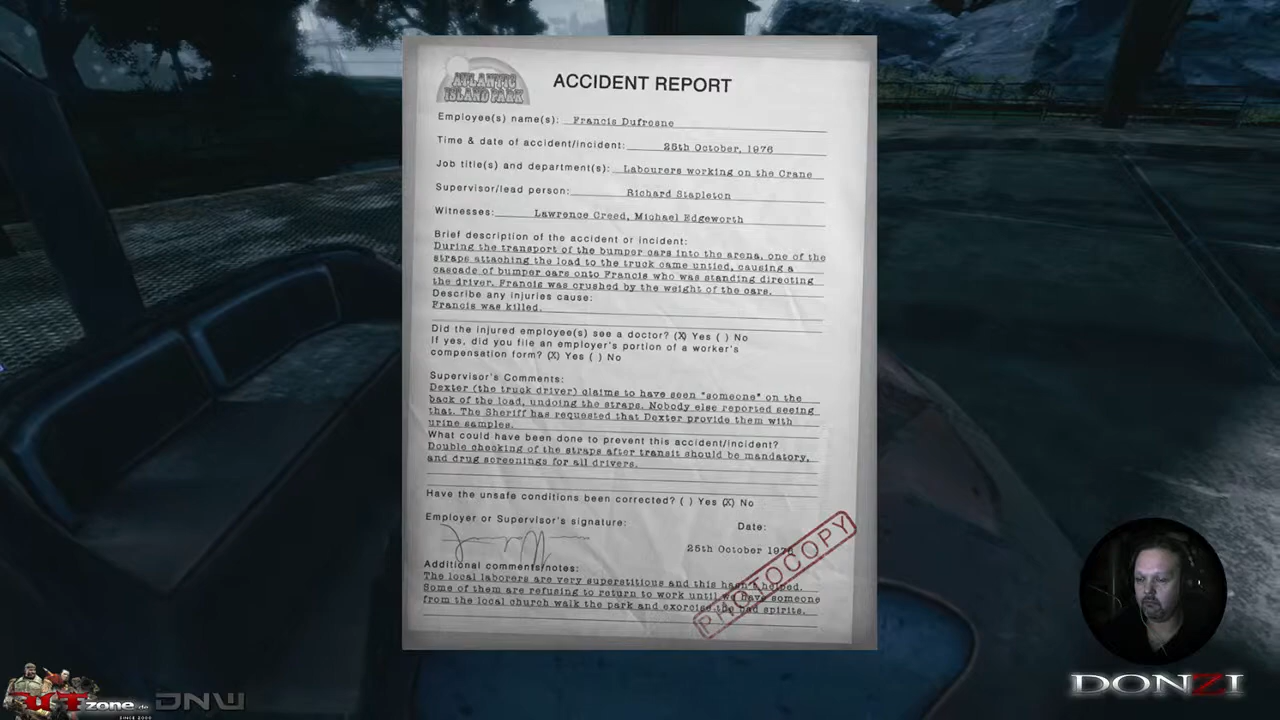 ATLANTIC
ISLAND PARK
ACCIDENT REPORT
Employee(s) name(s): Francis Dufresne
Time & date of accident/incident: 25th October, 1976
Job title(s) and department(s): Labourers working on the Crane
Supervisor/lead person: Richard Stapleton
Witnesses: Lawrence Creed, Michael Edgeworth
Brief description of the accident or incident:
During the transport of the bumper cars into the arena, one of the
straps attaching the load to the truck came untied, causing a
cascade of bumper cars onto Francis who was standing directing
the driver. Francis was crushed by the weight of the cars.
Describe any injuries cause:
Francis was killed.
Did the injured employee(s) see a doctor? (X) Yes ( ) No
If yes, did you file an employer's portion of a worker's
compensation form? (X) Yes ( ) No
Supervisor's Comments:
Dexter (the truck driver) claims to have seen "someone" on the
back of the load, undoing the straps. Nobody else reported seeing
that. The Sheriff has requested that Dexter provide them with
urine samples.
What could have been done to prevent this accident/incident?
Double checking of the straps after transit should be mandatory,
and drug screenings for all drivers.
Have the unsafe conditions been corrected? ( ) Yes (X) No
Employer or Supervisor's signature:
Date:
25th October 1976
PHOTOCOPY
Additional comments/notes:
The local laborers are very superstitious and this hasn't helped.
Some of them are refusing to return to work until we have someone
from the local church walk the park and exorcise the bad spirits.
UTzone.de
SINCE 2000
DNW
DONZI